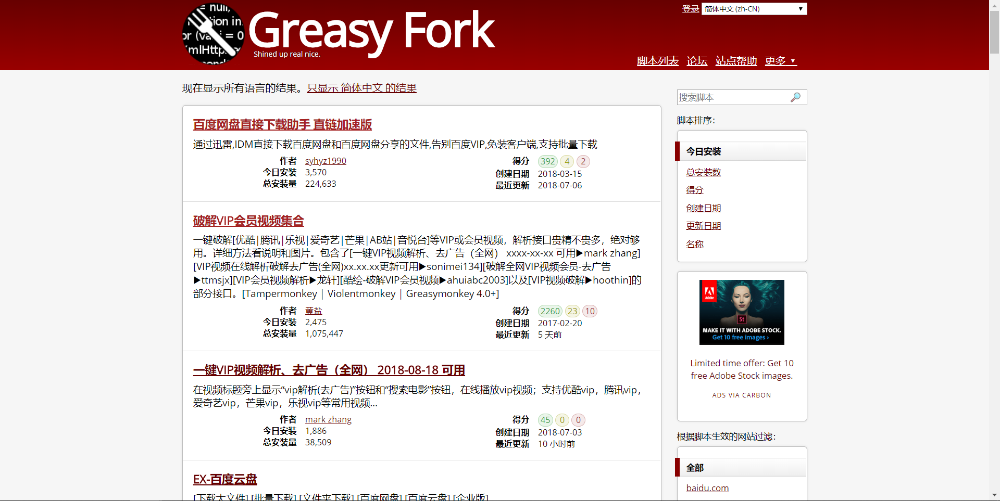 = null,
tion in
or (va i = 0
mlHttp
Greasy Fork
Shined up real nice.
登录
简体中文 (zh-CN)
脚本列表 论坛 站点帮助 更多 ▼
现在显示所有语言的结果。只显示 简体中文 的结果
搜索脚本
百度网盘直接下载助手 直链加速版
通过迅雷,IDM直接下载百度网盘和百度网盘分享的文件,告别百度VIP,免装客户端,支持批量下载
作者 syhyz1990
今日安装 3,570
总安装量 224,633
得分 392 4 2
创建日期 2018-03-15
最近更新 2018-07-06
破解VIP会员视频集合
一键破解[优酷|腾讯|乐视|爱奇艺|芒果|AB站|音悦台]等VIP或会员视频，解析接口贵精不贵多，绝对够
用。详细方法看说明和图片。包含了[一键VIP视频解析、去广告（全网） xxxx-xx-xx 可用▶mark zhang]
[VIP视频在线解析破解去广告(全网)xx.xx.xx更新可用▶sonimei134][破解全网VIP视频会员-去广告
▶ttmsjx][VIP会员视频解析▶龙轩][酷绘-破解VIP会员视频▶ahuiabc2003]以及[VIP视频破解▶hoothin]的
部分接口。[Tampermonkey | Violentmonkey | Greasymonkey 4.0+]
作者 黄盐
今日安装 2,475
总安装量 1,075,447
得分 2260 23 10
创建日期 2017-02-20
最近更新 5 天前
一键VIP视频解析、去广告（全网） 2018-08-18 可用
在视频标题旁上显示“vip解析(去广告)”按钮和“搜索电影”按钮，在线播放vip视频；支持优酷vip，腾讯vip，
爱奇艺vip，芒果vip，乐视vip等常用视频...
作者 mark zhang
今日安装 1,886
总安装量 38,509
得分 45 0 0
创建日期 2018-07-03
最近更新 10 小时前
EX-百度云盘
[下载大文件] [批量下载] [文件夹下载] [百度网盘] [百度云盘] [企业版]
脚本排序：
今日安装
总安装数
得分
创建日期
更新日期
名称
Adobe
St
MAKE IT WITH ADOBE STOCK.
Get 10 free images ›
Limited time offer: Get 10
free Adobe Stock images.
ADS VIA CARBON
根据脚本生效的网站过滤：
全部
baidu.com